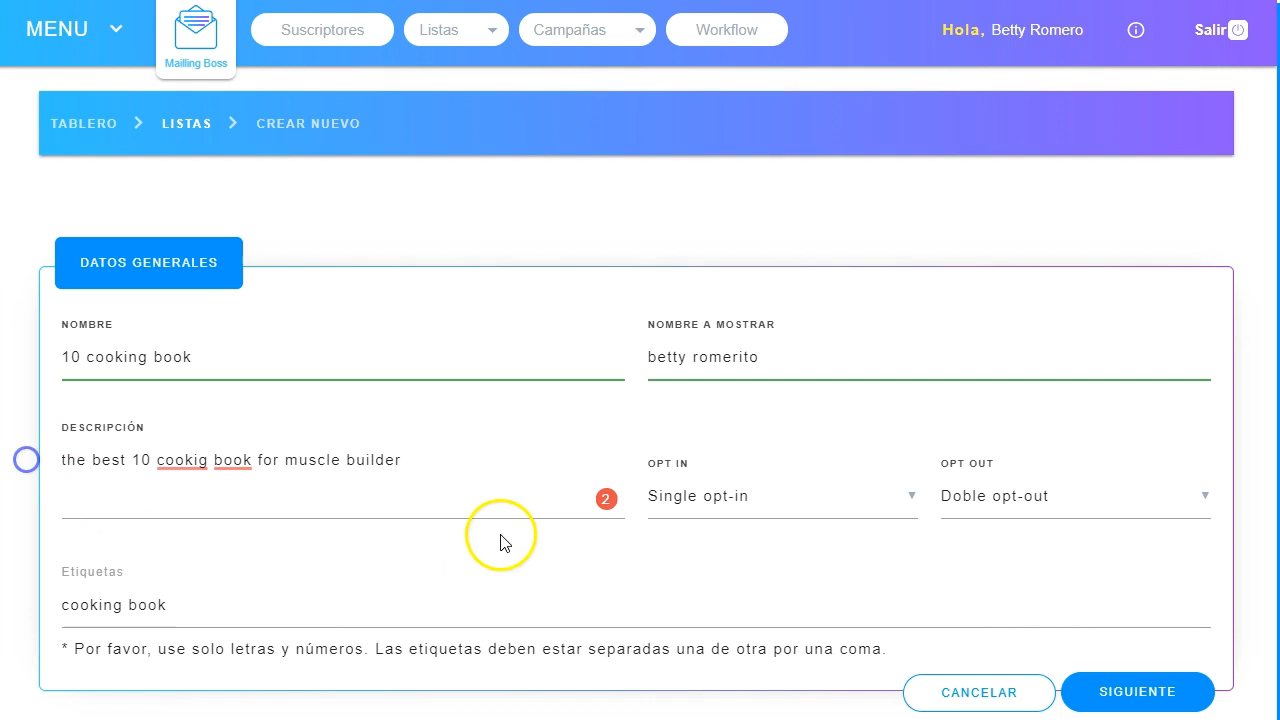 MENU
Mailling Boss
Suscriptores
Listas
Campañas
Workflow
Hola, Betty Romero
Salir
TABLERO
LISTAS
CREAR NUEVO
DATOS GENERALES
NOMBRE
10 cooking book
NOMBRE A MOSTRAR
betty romerito
DESCRIPCIÓN
the best 10 cookig book for muscle builder
2
OPT IN
Single opt-in
OPT OUT
Doble opt-out
Etiquetas
cooking book
* Por favor, use solo letras y números. Las etiquetas deben estar separadas una de otra por una coma.
CANCELAR
SIGUIENTE